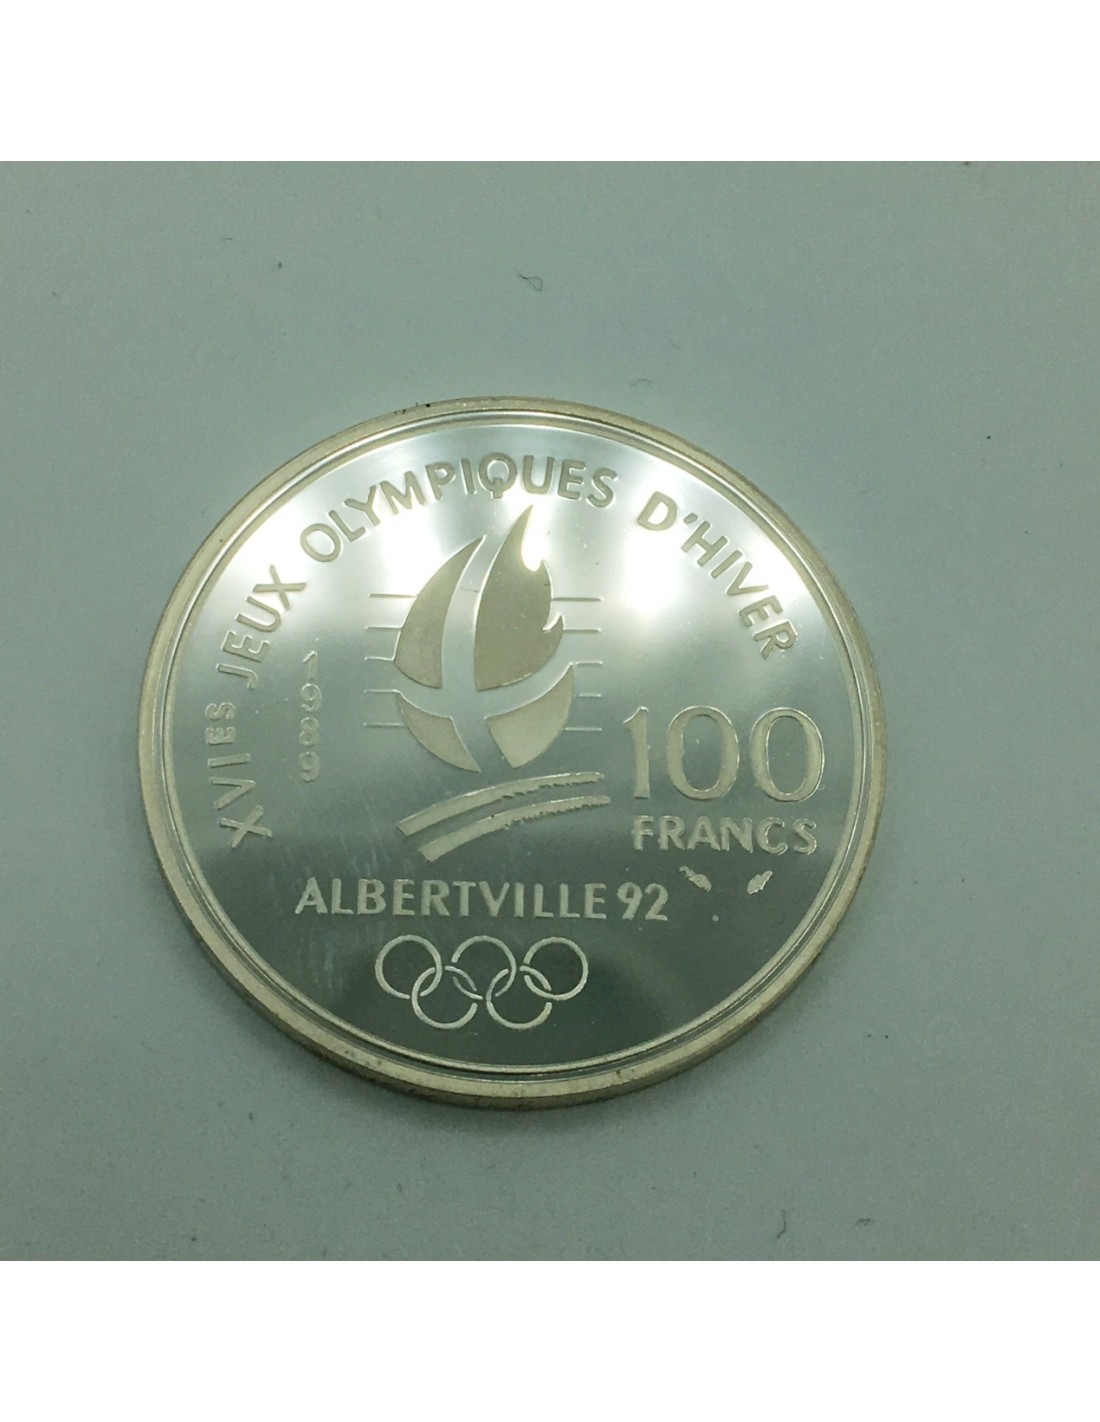 XVIES JEUX OLYMPIQUES D'HIVER
1989
100
FRANCS
ALBERTVILLE 92